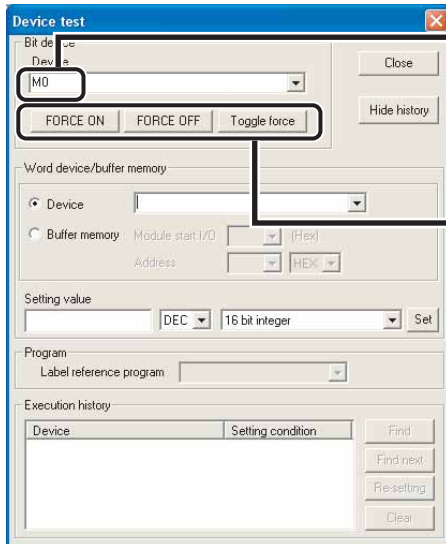 Device test
Bit device
Device
M0
Close
FORCE ON FORCE OFF Toggle force
Hide history
Word device/buffer memory
Device
Buffer memory Module start I/O (Hex)
Address HEX
Setting value
DEC 16 bit integer Set
Program
Label reference program
Execution history
Device Setting condition
Find
Find next
Re-setting
Clear